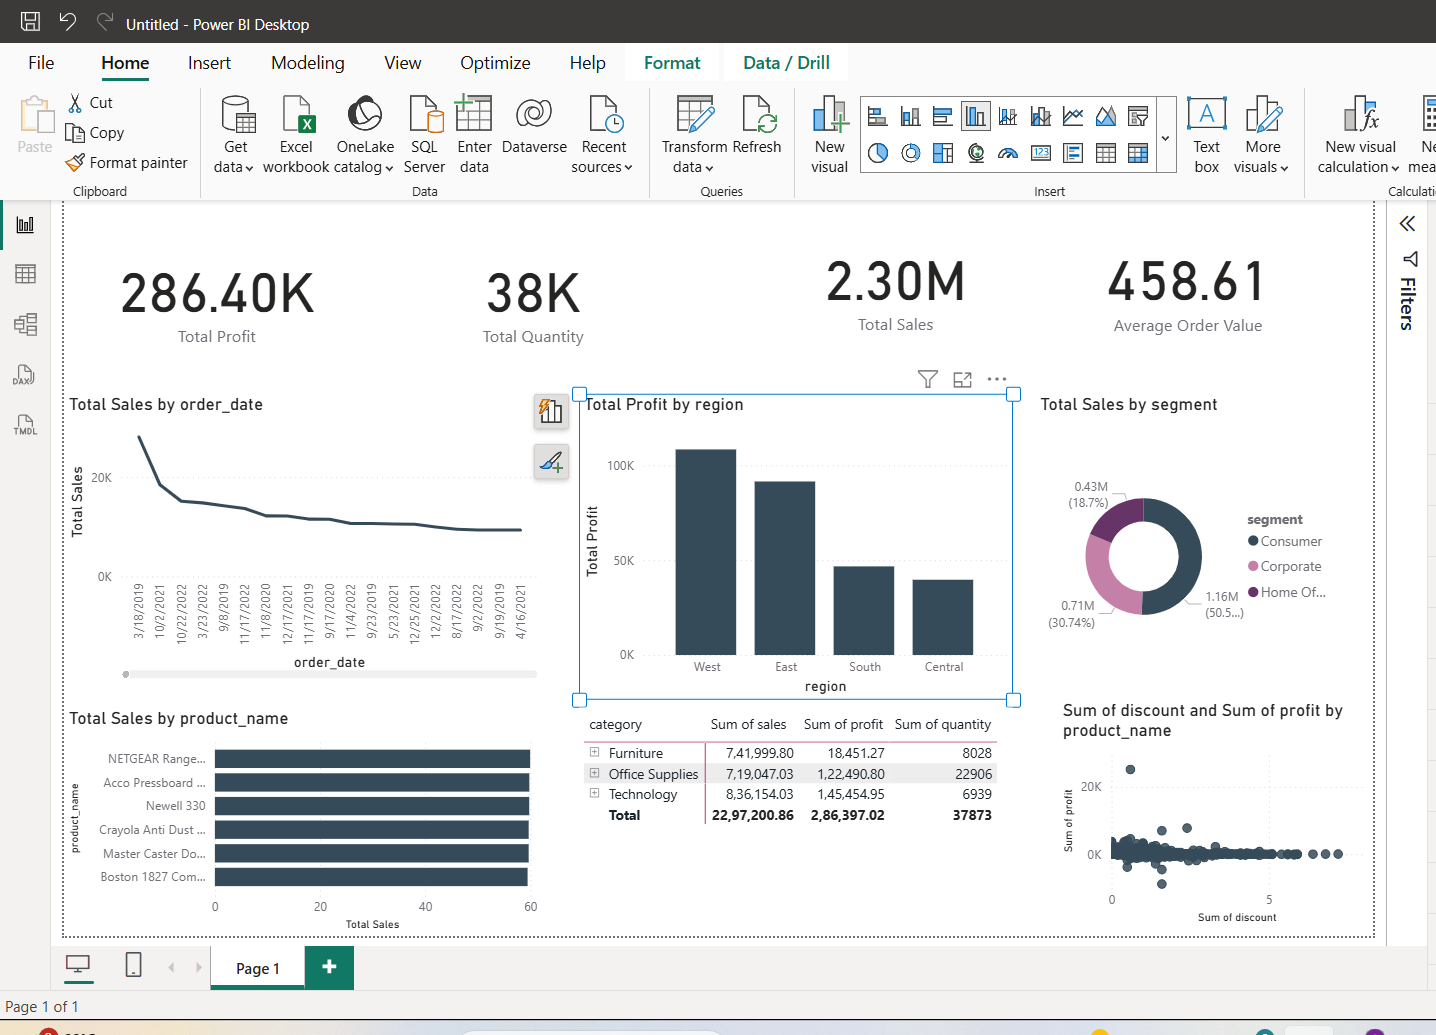 Untitled - Power BI Desktop
File Home Insert Modeling View Optimize Help Format Data / Drill
Paste
Cut
Copy
Format painter
Clipboard
Get data
Excel workbook
OneLake catalog
SQL Server
Enter data
Dataverse
Recent sources
Data
Transform data
Refresh
Queries
New visual
Text box
More visuals
Insert
New visual calculation
DAX
TMDL
Filters
286.40K
Total Profit
38K
Total Quantity
2.30M
Total Sales
458.61
Average Order Value
Total Sales by order_date
Total Sales
20K
0K
3/18/2019
10/2/2021
10/22/2022
3/23/2022
9/8/2019
11/17/2022
11/8/2020
12/17/2021
11/17/2019
9/17/2020
11/4/2022
9/23/2019
5/23/2021
12/25/2021
12/2/2022
8/17/2022
9/2/2022
9/19/2019
4/16/2021
order_date
Total Profit by region
Total Profit
100K
50K
0K
West East South Central
region
Total Sales by segment
0.43M
(18.7%)
0.71M
(30.74%)
1.16M
(50.5...)
segment
Consumer
Corporate
Home Of...
Total Sales by product_name
product_name
NETGEAR Range...
Acco Pressboard ...
Newell 330
Crayola Anti Dust ...
Master Caster Do...
Boston 1827 Com...
0 20 40 60
Total Sales
category Sum of sales Sum of profit Sum of quantity
Furniture 7,41,999.80 18,451.27 8028
Office Supplies 7,19,047.03 1,22,490.80 22906
Technology 8,36,154.03 1,45,454.95 6939
Total 22,97,200.86 2,86,397.02 37873
Sum of discount and Sum of profit by
product_name
Sum of profit
20K
0K
0 5
Sum of discount
Page 1
Page 1 of 1